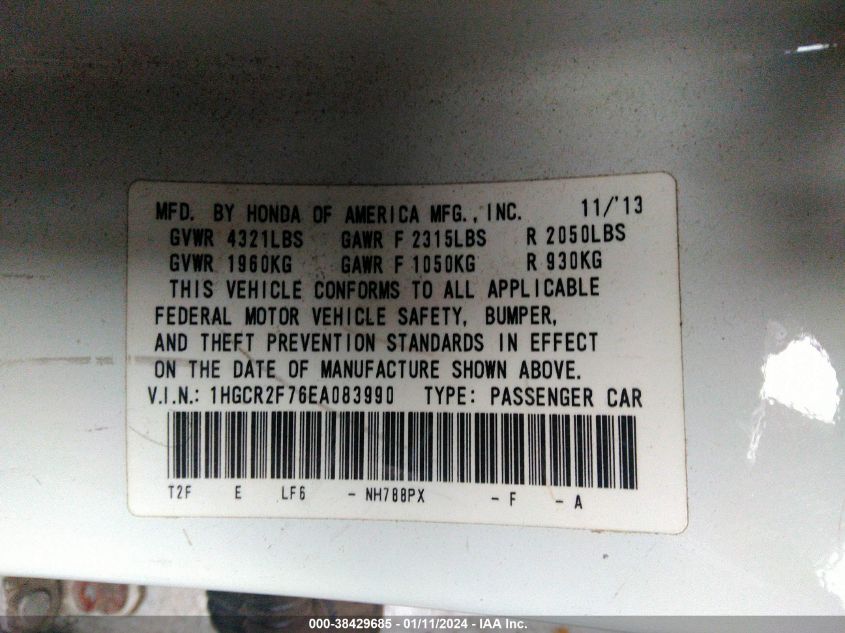 MFD. BY HONDA OF AMERICA MFG., INC. 11/'13
GVWR 4321LBS GAWR F 2315LBS R 2050LBS
GVWR 1960KG GAWR F 1050KG R 930KG
THIS VEHICLE CONFORMS TO ALL APPLICABLE
FEDERAL MOTOR VEHICLE SAFETY, BUMPER,
AND THEFT PREVENTION STANDARDS IN EFFECT
ON THE DATE OF MANUFACTURE SHOWN ABOVE.
V.I.N.: 1HGCR2F76EA083990 TYPE: PASSENGER CAR
T2F E LF6 - NH788PX - F - A
000-38429685 - 01/11/2024 - IAA Inc.